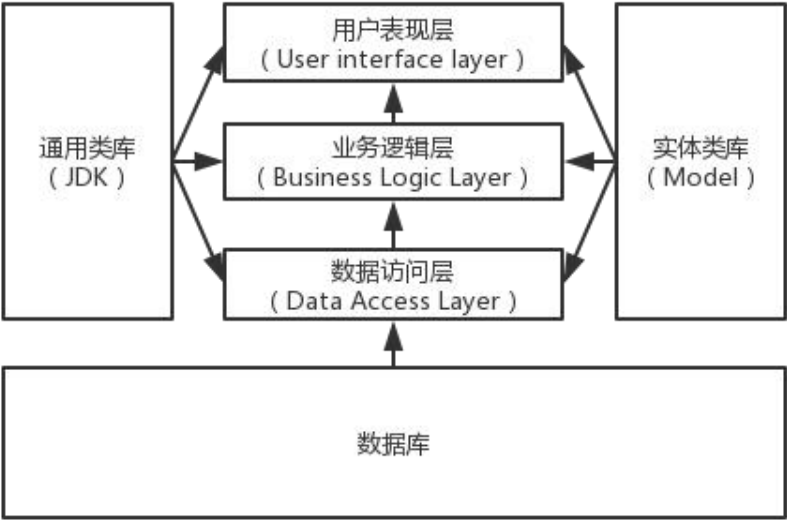 用户表现层
（User interface layer）
通用类库
（JDK）
业务逻辑层
（Business Logic Layer）
实体类库
（Model）
数据访问层
（Data Access Layer）
数据库